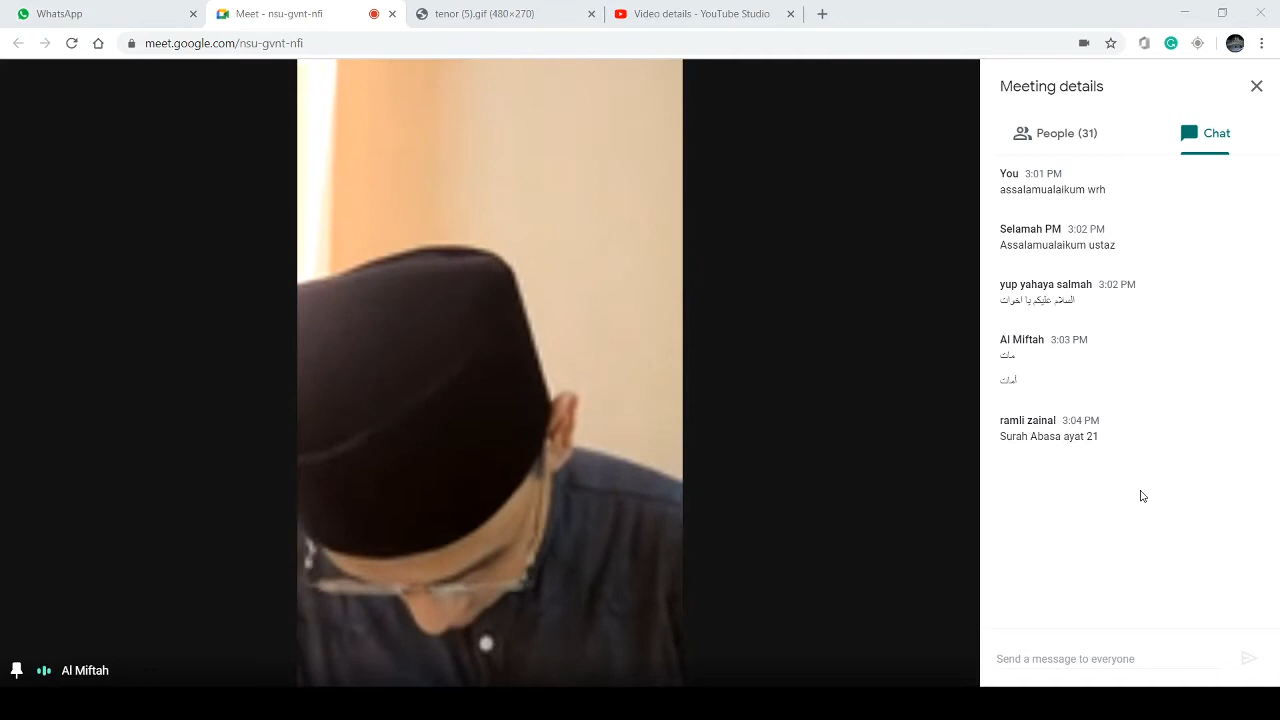 WhatsApp
Meet - nsu-gvnt-nfi
tenor (5).gif (480×270)
Video details - YouTube Studio
meet.google.com/nsu-gvnt-nfi
Meeting details
People (31)
Chat
You 3:01 PM
assalamualaikum wrh
Selamah PM 3:02 PM
Assalamualaikum ustaz
yup yahaya salmah 3:02 PM
السلام عليكم يا اخوات
Al Miftah 3:03 PM
مات
أمات
ramli zainal 3:04 PM
Surah Abasa ayat 21
Al Miftah
Send a message to everyone